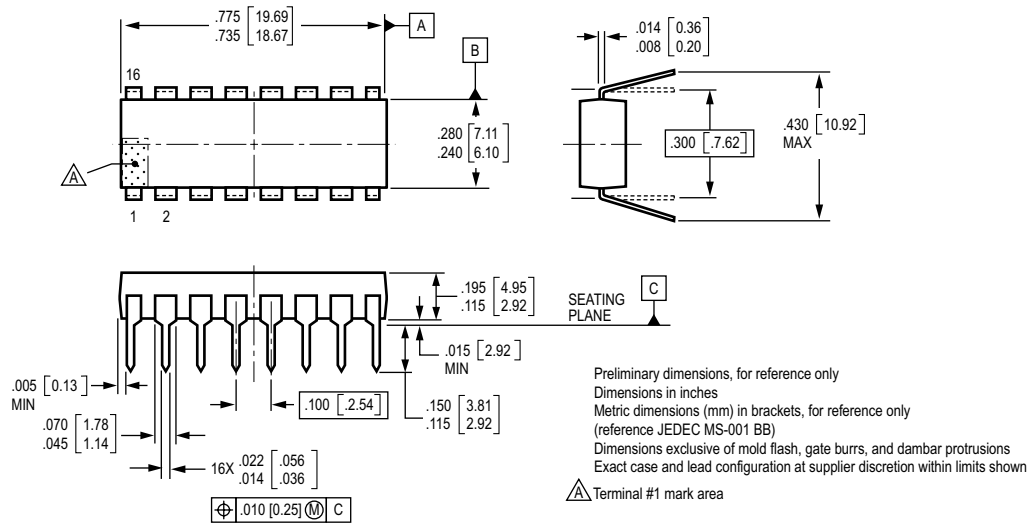 .775 [19.69]
.735 [18.67]
A
B
16
.280 [7.11]
.240 [6.10]
A
1 2
.014 [0.36]
.008 [0.20]
.300 [.7.62]
.430 [10.92]
MAX
.195 [4.95]
.115 [2.92]
SEATING
PLANE
C
.015 [2.92]
MIN
.005 [0.13]
MIN
.100 [.2.54]
.150 [3.81]
.115 [2.92]
.070 [1.78]
.045 [1.14]
16X .022 [.056]
.014 [.036]
⌖ .010 [0.25] Ⓜ C
Preliminary dimensions, for reference only
Dimensions in inches
Metric dimensions (mm) in brackets, for reference only
(reference JEDEC MS-001 BB)
Dimensions exclusive of mold flash, gate burrs, and dambar protrusions
Exact case and lead configuration at supplier discretion within limits shown
A Terminal #1 mark area